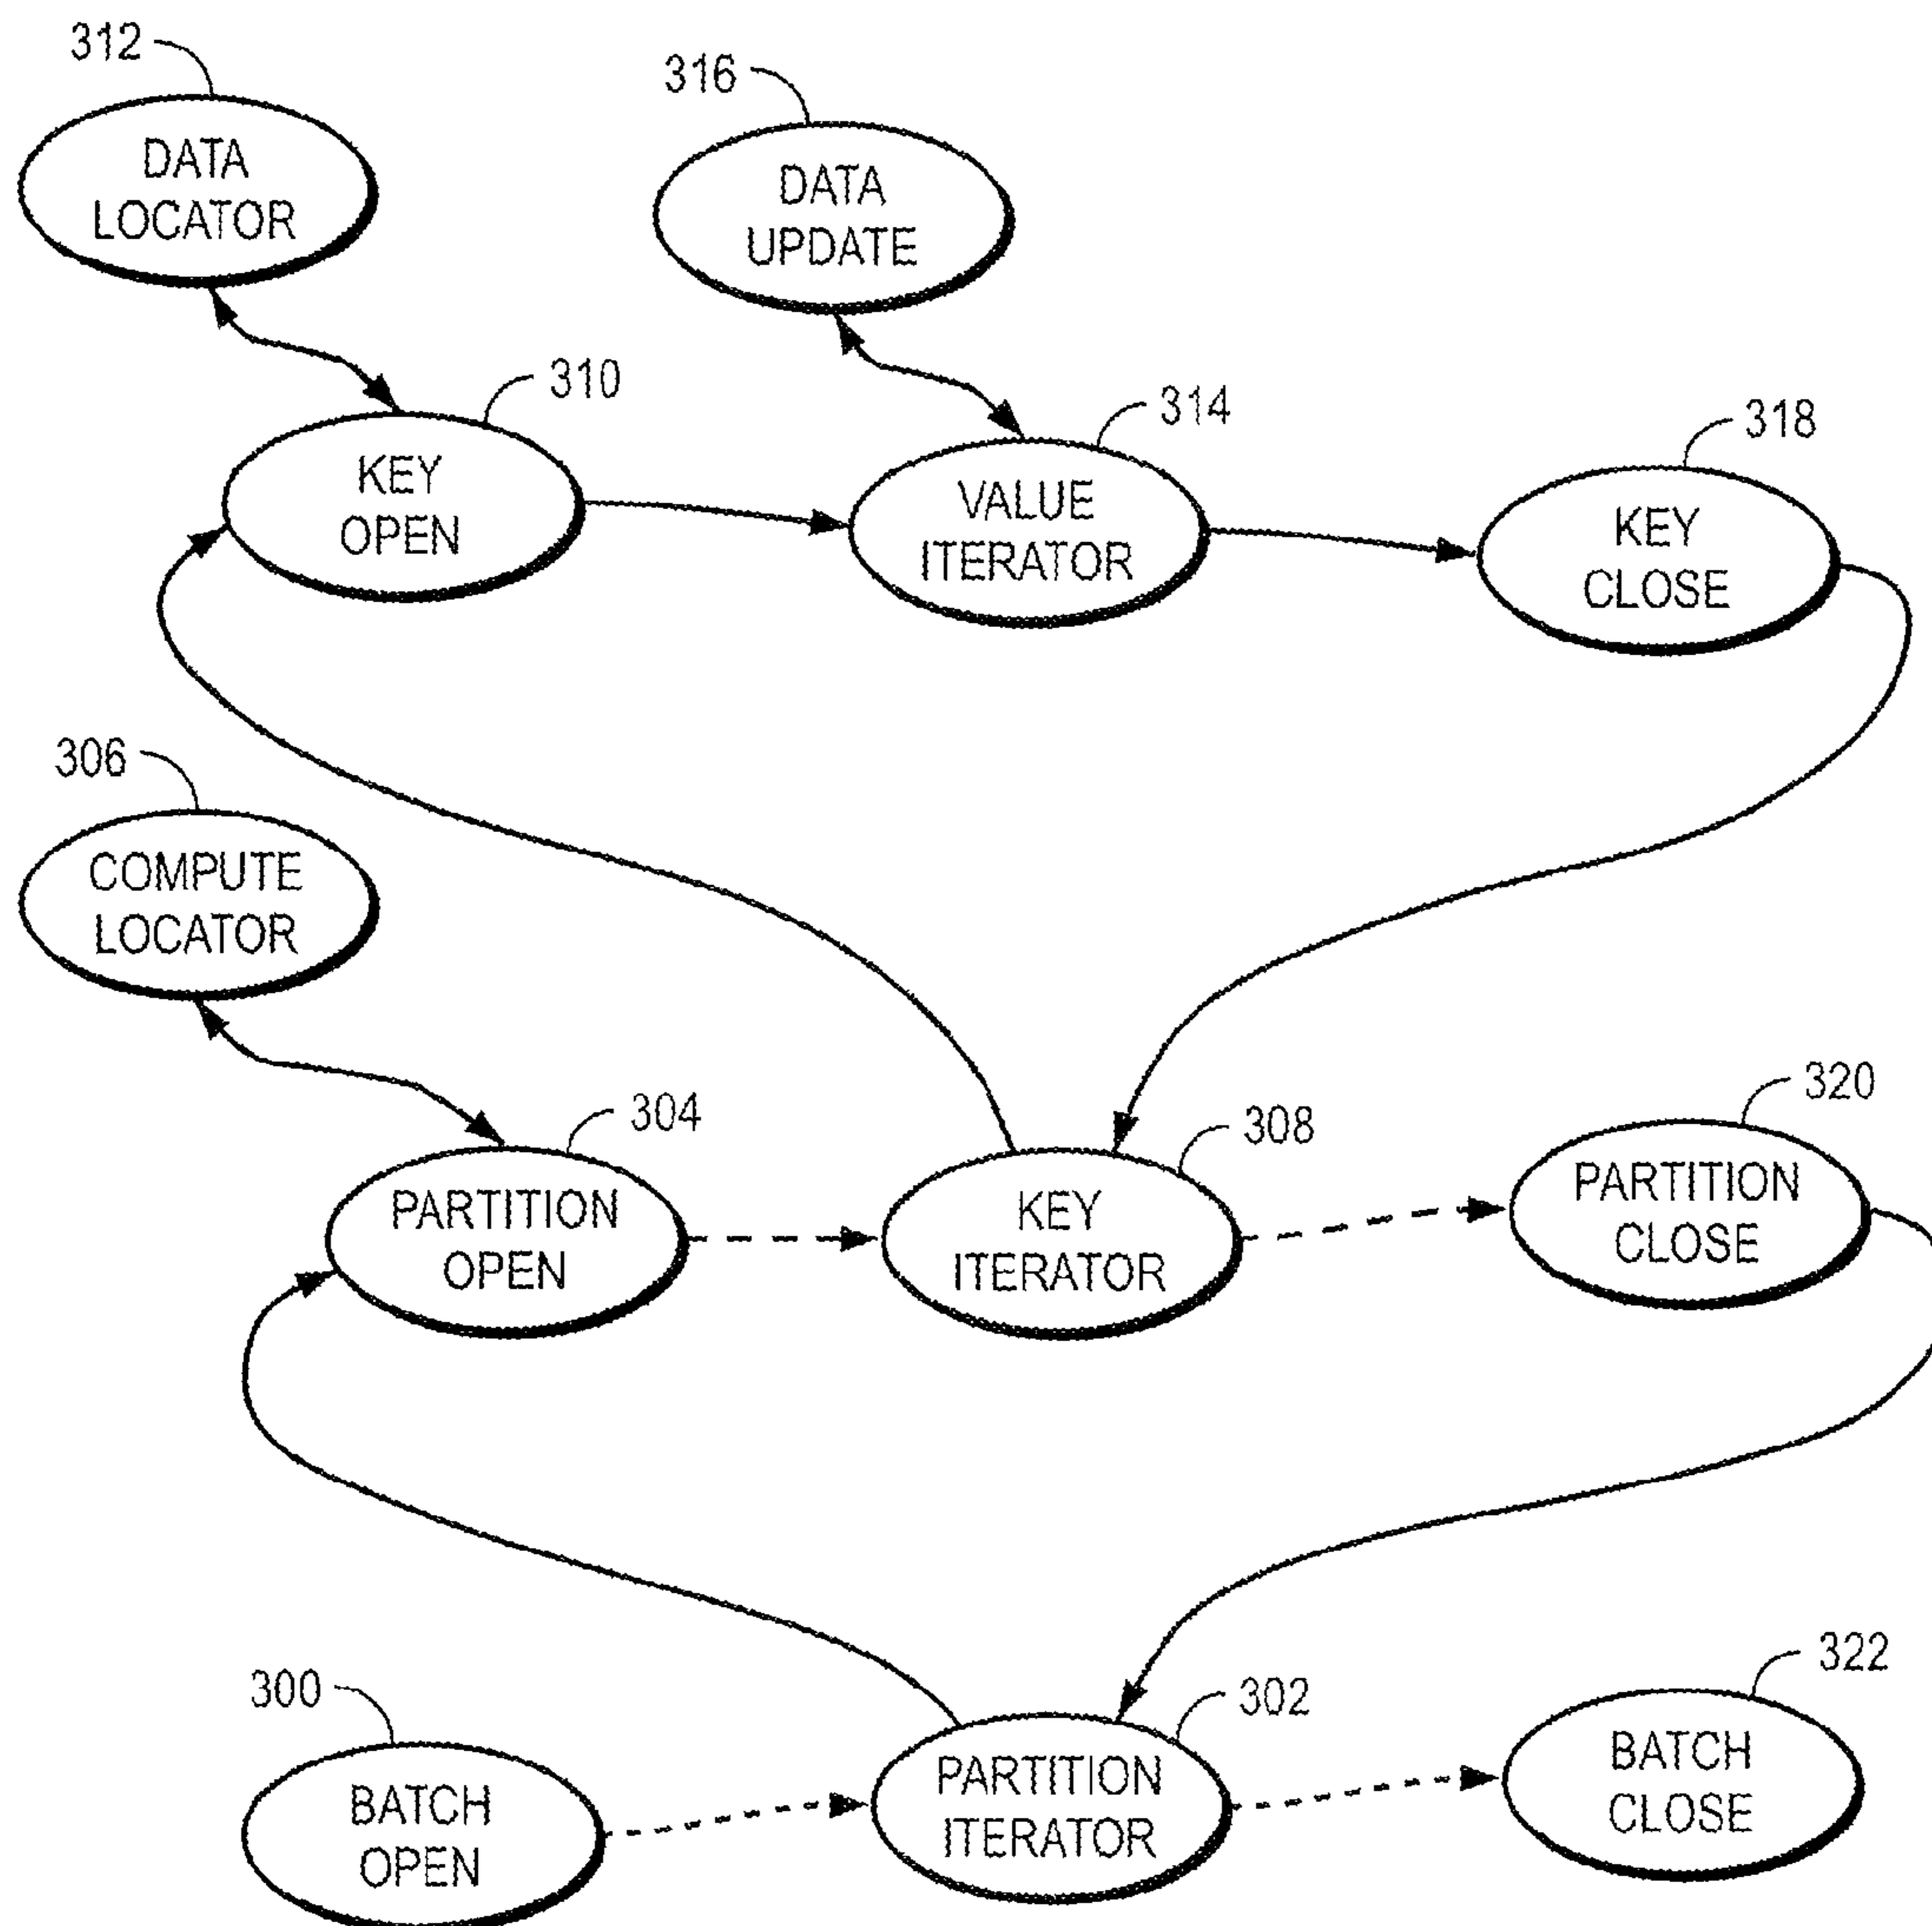 312
DATA
LOCATOR
316
DATA
UPDATE
310
KEY
OPEN
314
VALUE
ITERATOR
318
KEY
CLOSE
306
COMPUTE
LOCATOR
304
PARTITION
OPEN
308
KEY
ITERATOR
320
PARTITION
CLOSE
300
BATCH
OPEN
302
PARTITION
ITERATOR
322
BATCH
CLOSE